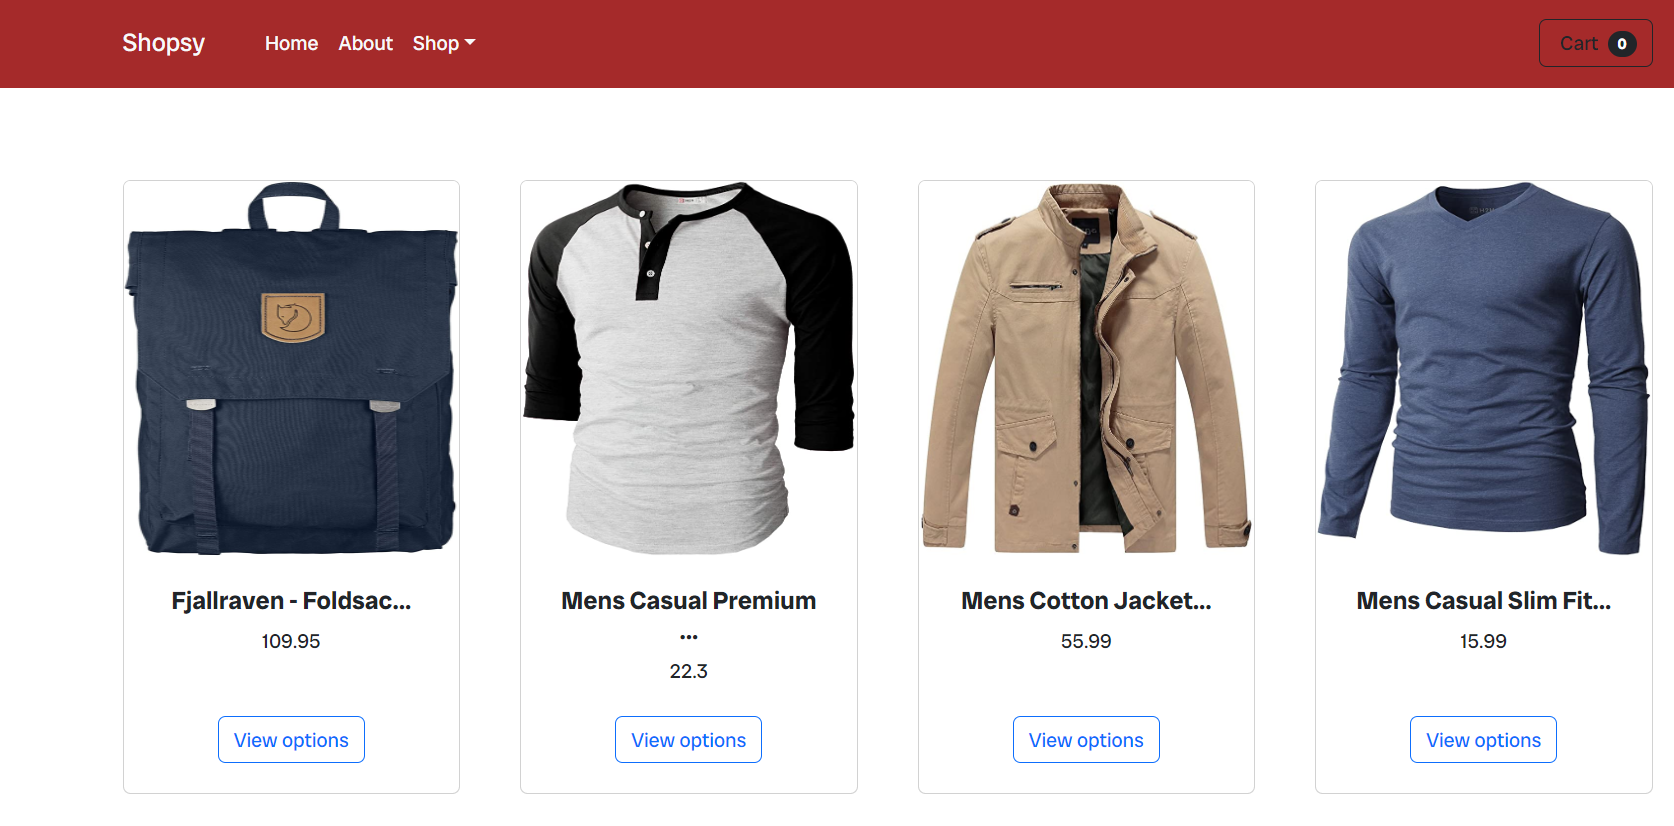 Shopsy Home About Shop Cart 0
Fjallraven - Foldsac...
109.95
View options
Mens Casual Premium
...
22.3
View options
Mens Cotton Jacket...
55.99
View options
Mens Casual Slim Fit...
15.99
View options